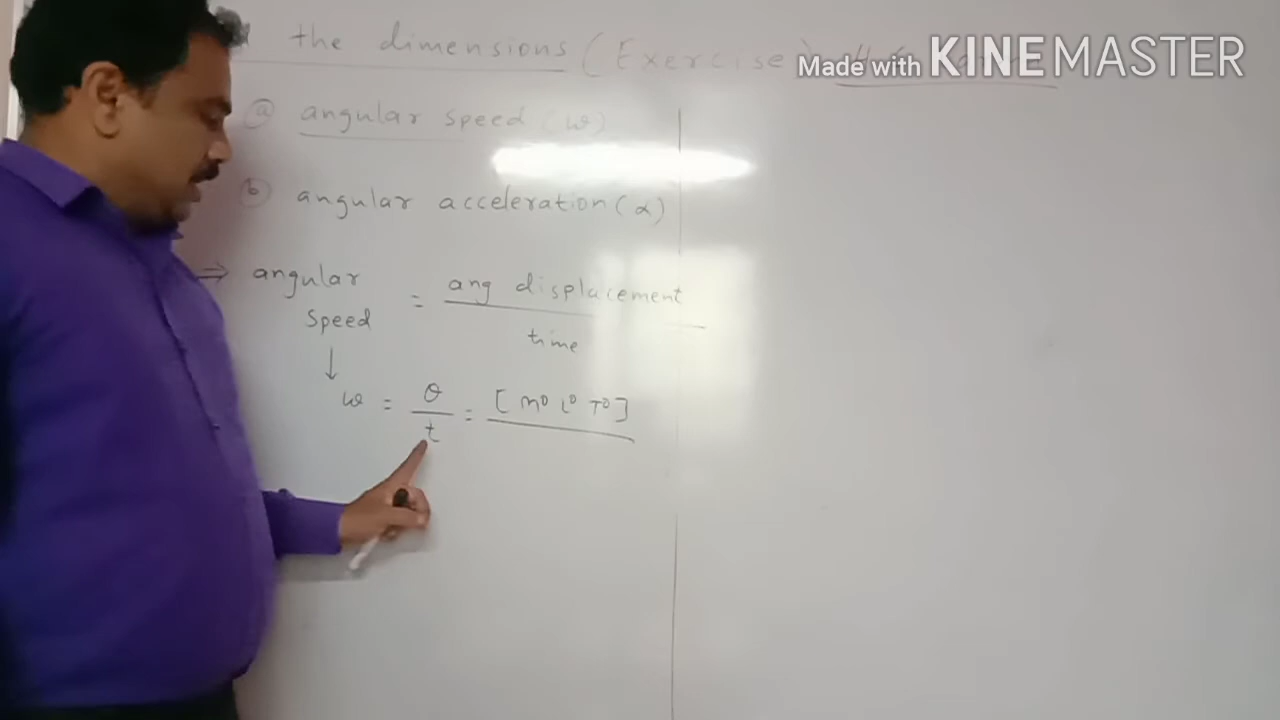 the dimensions (Exercise)
Made with KINEMASTER
ⓐ angular speed (ω)
ⓑ angular acceleration (α)
⇒ angular speed = ang displacement / time
↓
ω = θ / t = [M⁰ L⁰ T⁰]